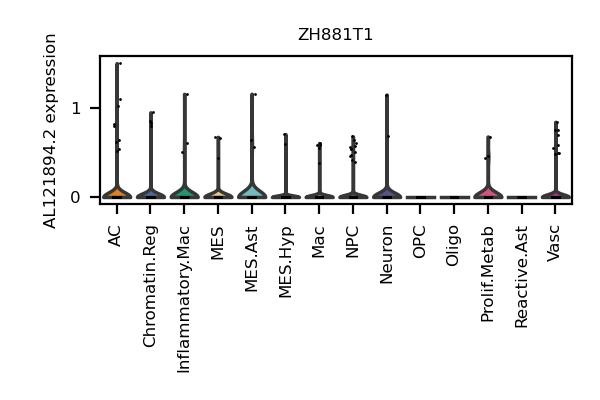 ZH881T1
AL121894.2 expression
1
0
AC
Chromatin.Reg
Inflammatory.Mac
MES
MES.Ast
MES.Hyp
Mac
NPC
Neuron
OPC
Oligo
Prolif.Metab
Reactive.Ast
Vasc